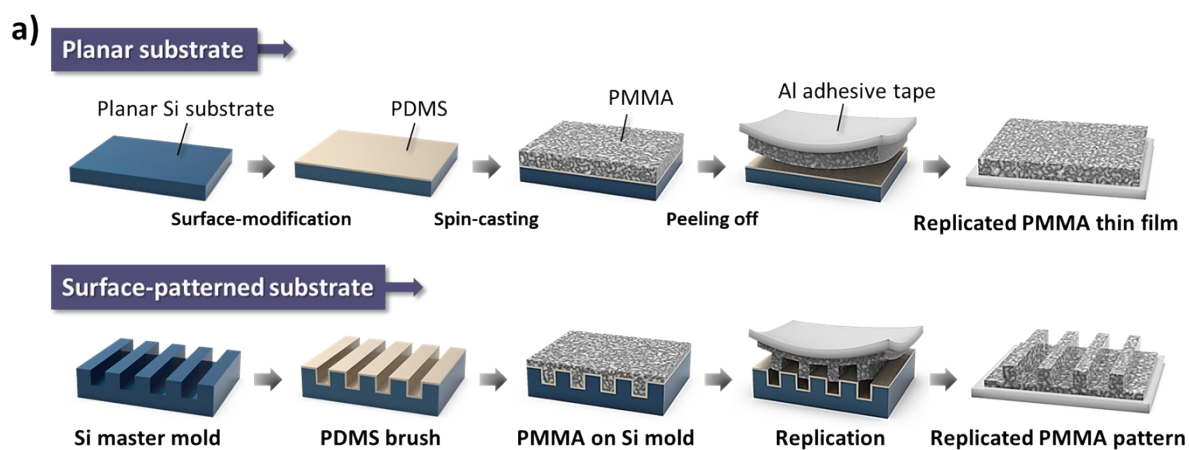 a)
Planar substrate
Planar Si substrate
PDMS
PMMA
Al adhesive tape
Surface-modification
Spin-casting
Peeling off
Replicated PMMA thin film
Surface-patterned substrate
Si master mold
PDMS brush
PMMA on Si mold
Replication
Replicated PMMA pattern